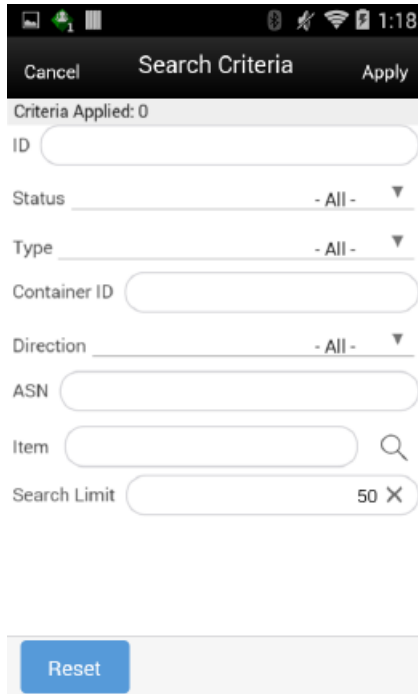 1 1:18
Cancel Search Criteria Apply
Criteria Applied: 0
ID
Status - All -
Type - All -
Container ID
Direction - All -
ASN
Item
Search Limit 50
Reset